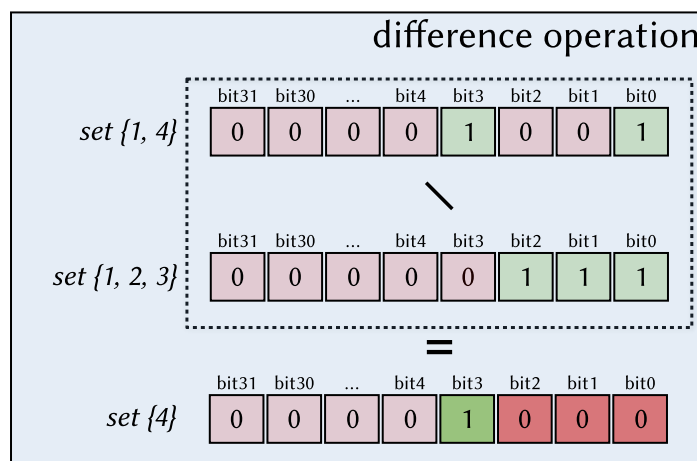 difference operation
bit31 bit30 ... bit4 bit3 bit2 bit1 bit0
set {1, 4} 0 0 0 0 1 0 0 1
\
bit31 bit30 ... bit4 bit3 bit2 bit1 bit0
set {1, 2, 3} 0 0 0 0 0 1 1 1
=
bit31 bit30 ... bit4 bit3 bit2 bit1 bit0
set {4} 0 0 0 0 1 0 0 0